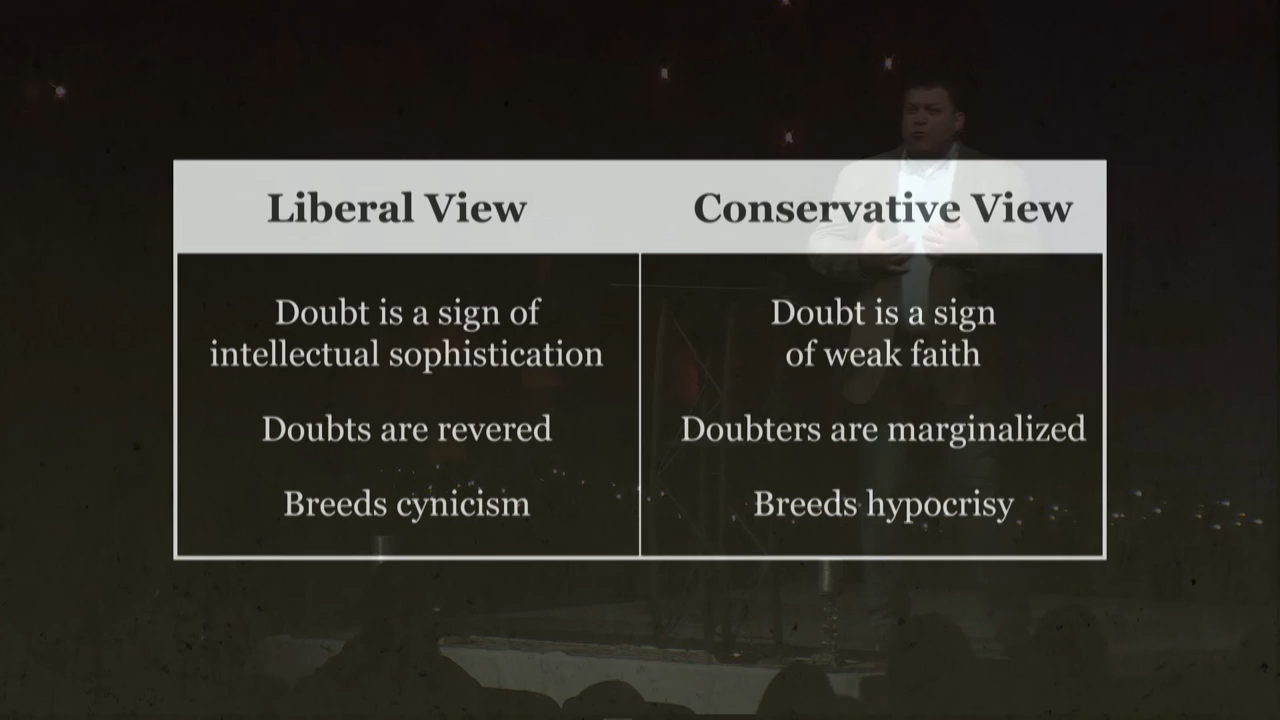 Liberal View
Conservative View
Doubt is a sign of
intellectual sophistication
Doubt is a sign
of weak faith
Doubts are revered
Doubters are marginalized
Breeds cynicism
Breeds hypocrisy